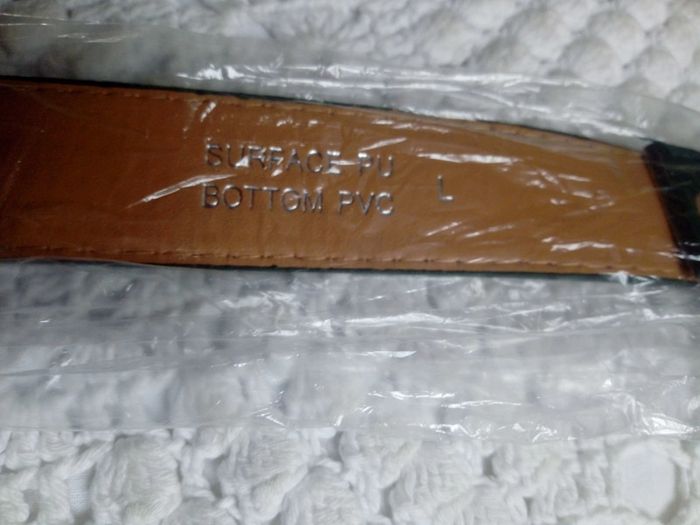 SURFACE PU
BOTTOM PVC
L